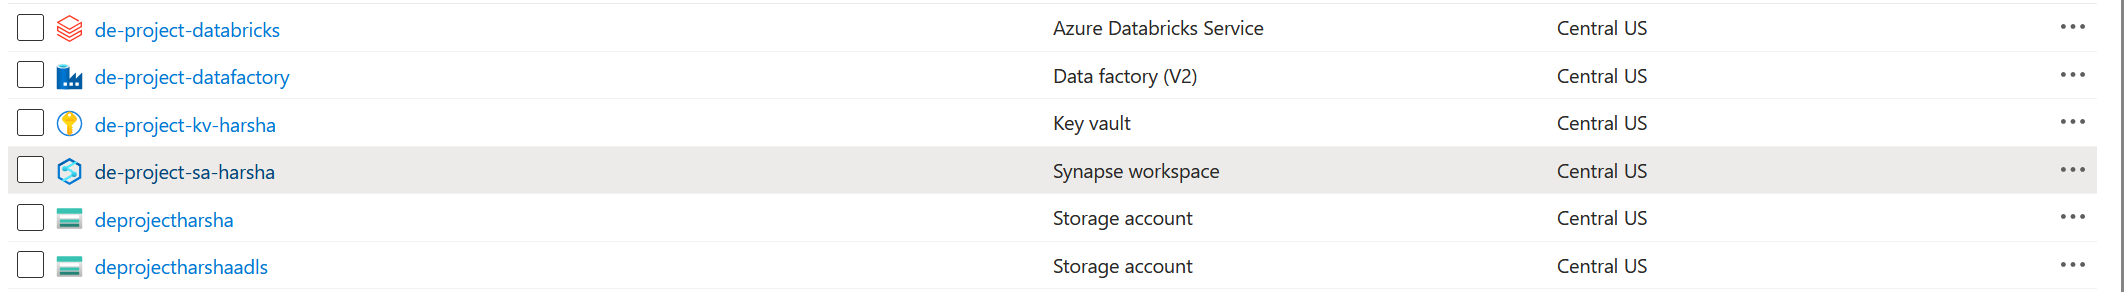 de-project-databricks Azure Databricks Service Central US
de-project-datafactory Data factory (V2) Central US
de-project-kv-harsha Key vault Central US
de-project-sa-harsha Synapse workspace Central US
deprojectharsha Storage account Central US
deprojectharshaadls Storage account Central US